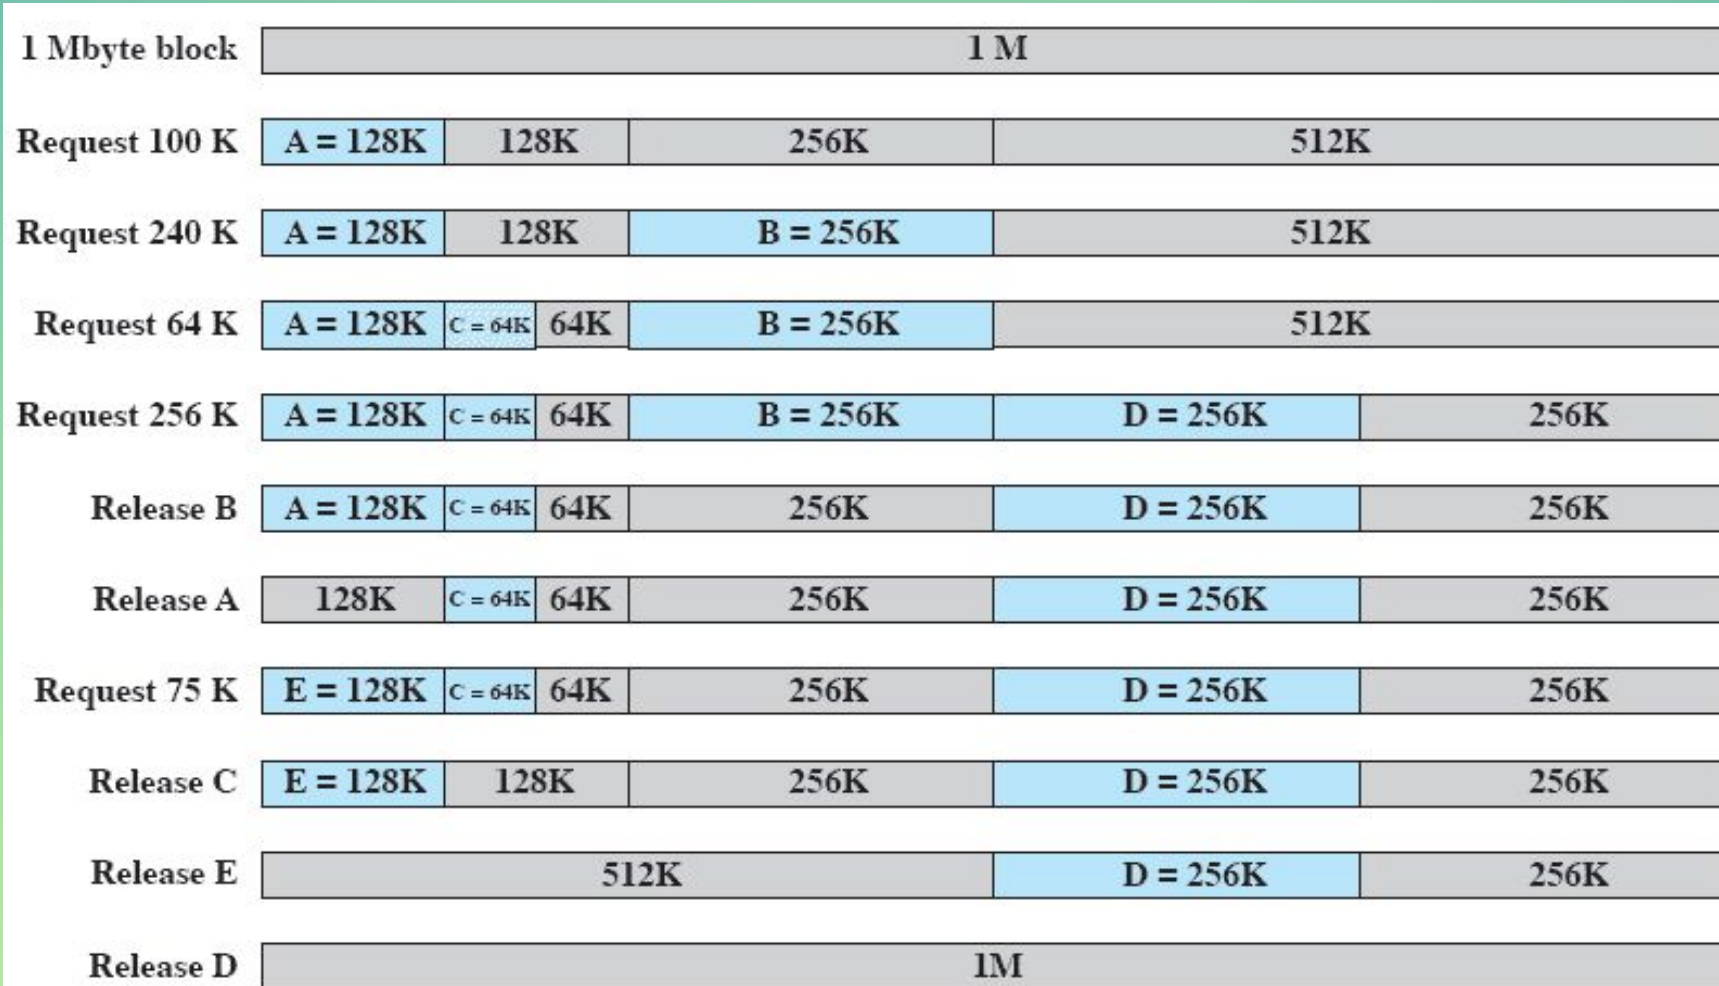 1 Mbyte block 1 M
Request 100 K A = 128K 128K 256K 512K
Request 240 K A = 128K 128K B = 256K 512K
Request 64 K A = 128K C = 64K 64K B = 256K 512K
Request 256 K A = 128K C = 64K 64K B = 256K D = 256K 256K
Release B A = 128K C = 64K 64K 256K D = 256K 256K
Release A 128K C = 64K 64K 256K D = 256K 256K
Request 75 K E = 128K C = 64K 64K 256K D = 256K 256K
Release C E = 128K 128K 256K D = 256K 256K
Release E 512K D = 256K 256K
Release D 1M